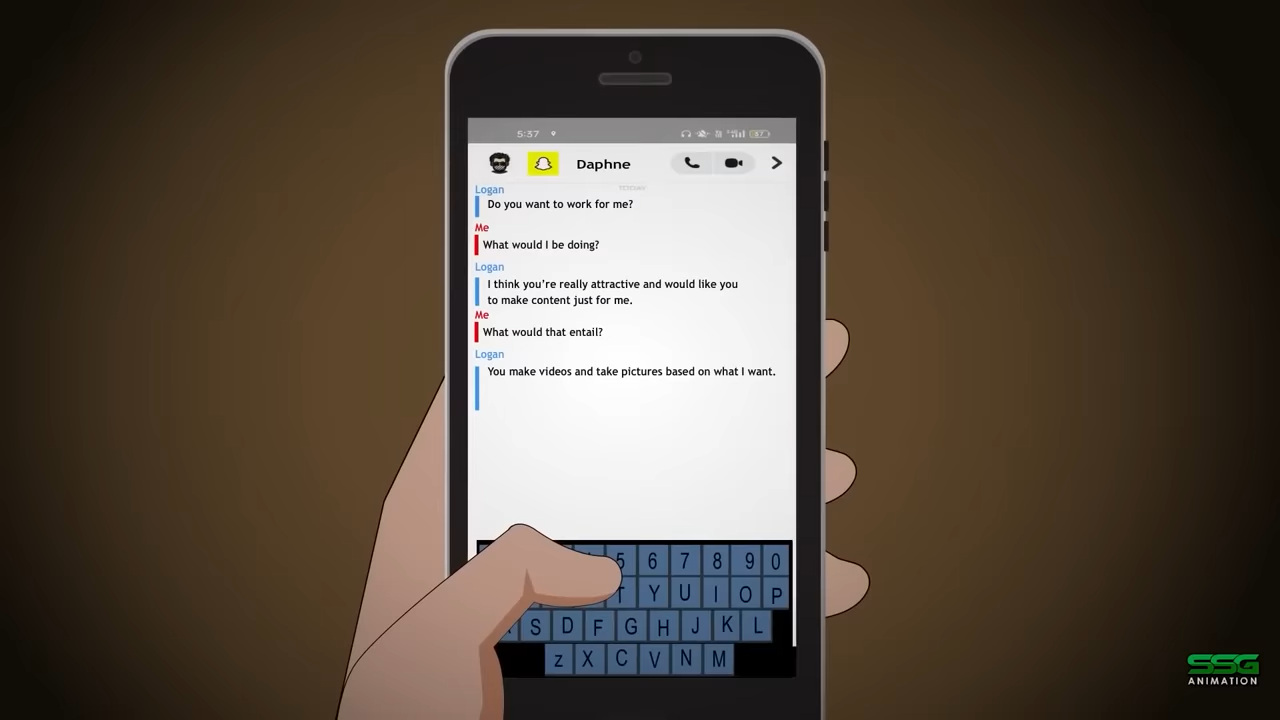 5:37
Daphne
YESTERDAY
Logan
Do you want to work for me?
Me
What would I be doing?
Logan
I think you're really attractive and would like you
to make content just for me.
Me
What would that entail?
Logan
You make videos and take pictures based on what I want.
5 6 7 8 9 0
T Y U I O P
S D F G H J K L
z X C V N M
SSG
ANIMATION